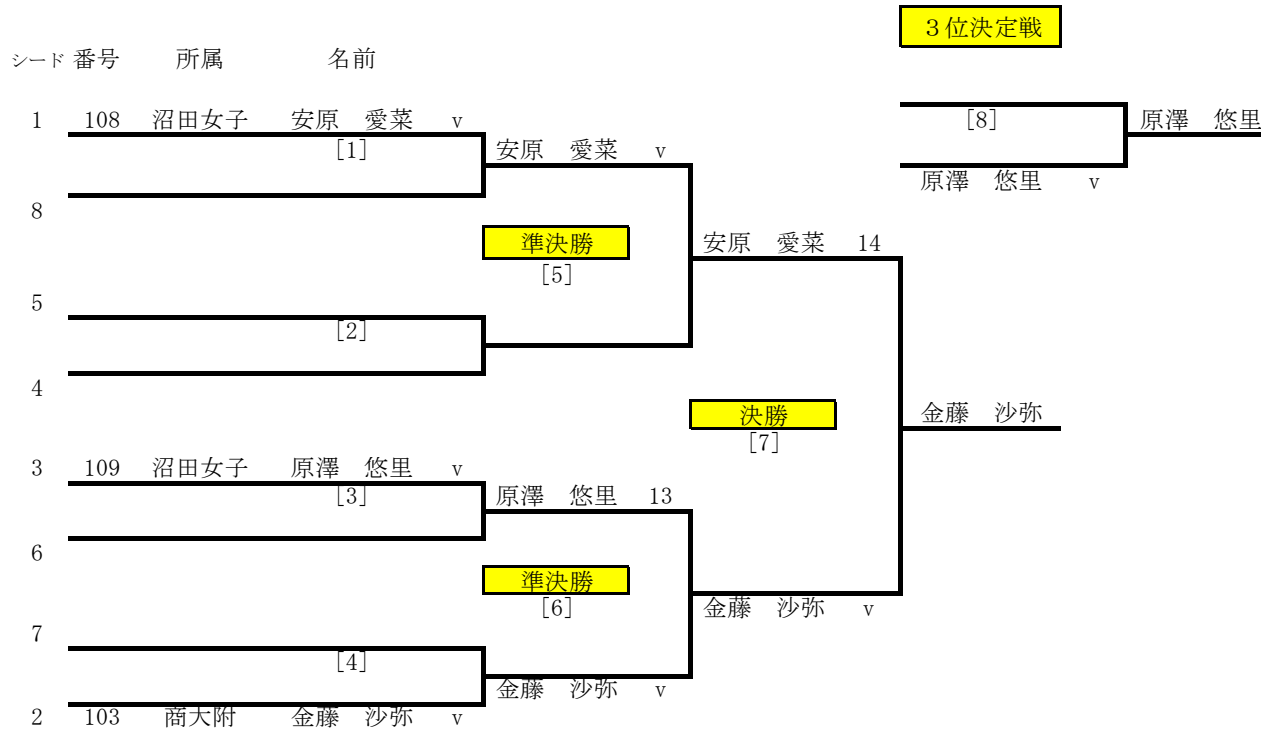 ３位決定戦
シード 番号 所属 名前
1 108 沼田女子 安原 愛菜 v
[8]
原澤 悠里
[1]
安原 愛菜 v
原澤 悠里 v
8
準決勝
安原 愛菜 14
[5]
5
[2]
4
決勝
金藤 沙弥
[7]
3 109 沼田女子 原澤 悠里 v
[3]
原澤 悠里 13
6
準決勝
[6]
金藤 沙弥 v
7
[4]
金藤 沙弥 v
2 103 商大附 金藤 沙弥 v